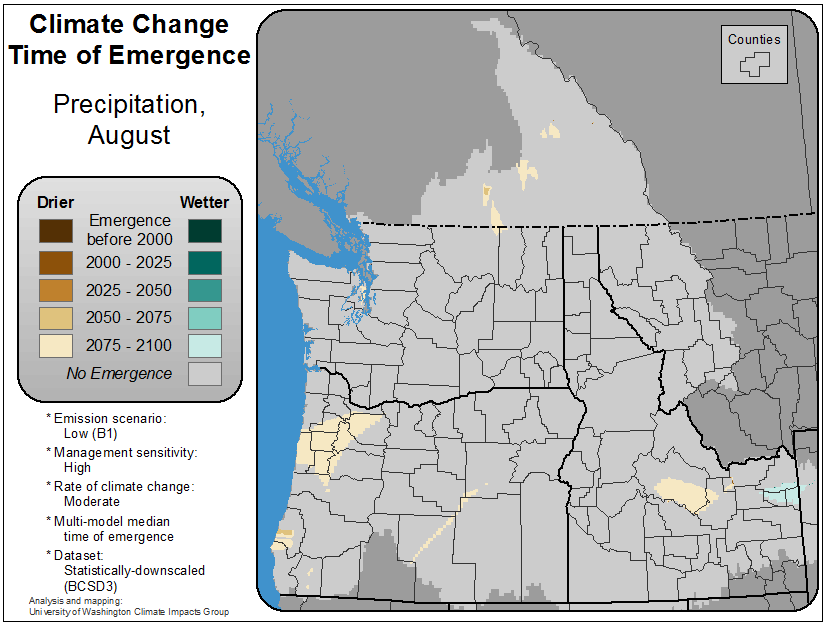 Climate Change
Time of Emergence
Precipitation,
August
Drier
Wetter
Emergence
before 2000
2000 - 2025
2025 - 2050
2050 - 2075
2075 - 2100
No Emergence
* Emission scenario:
Low (B1)
* Management sensitivity:
High
* Rate of climate change:
Moderate
* Multi-model median
time of emergence
* Dataset:
Statistically-downscaled
(BCSD3)
Analysis and mapping:
University of Washington Climate Impacts Group
Counties